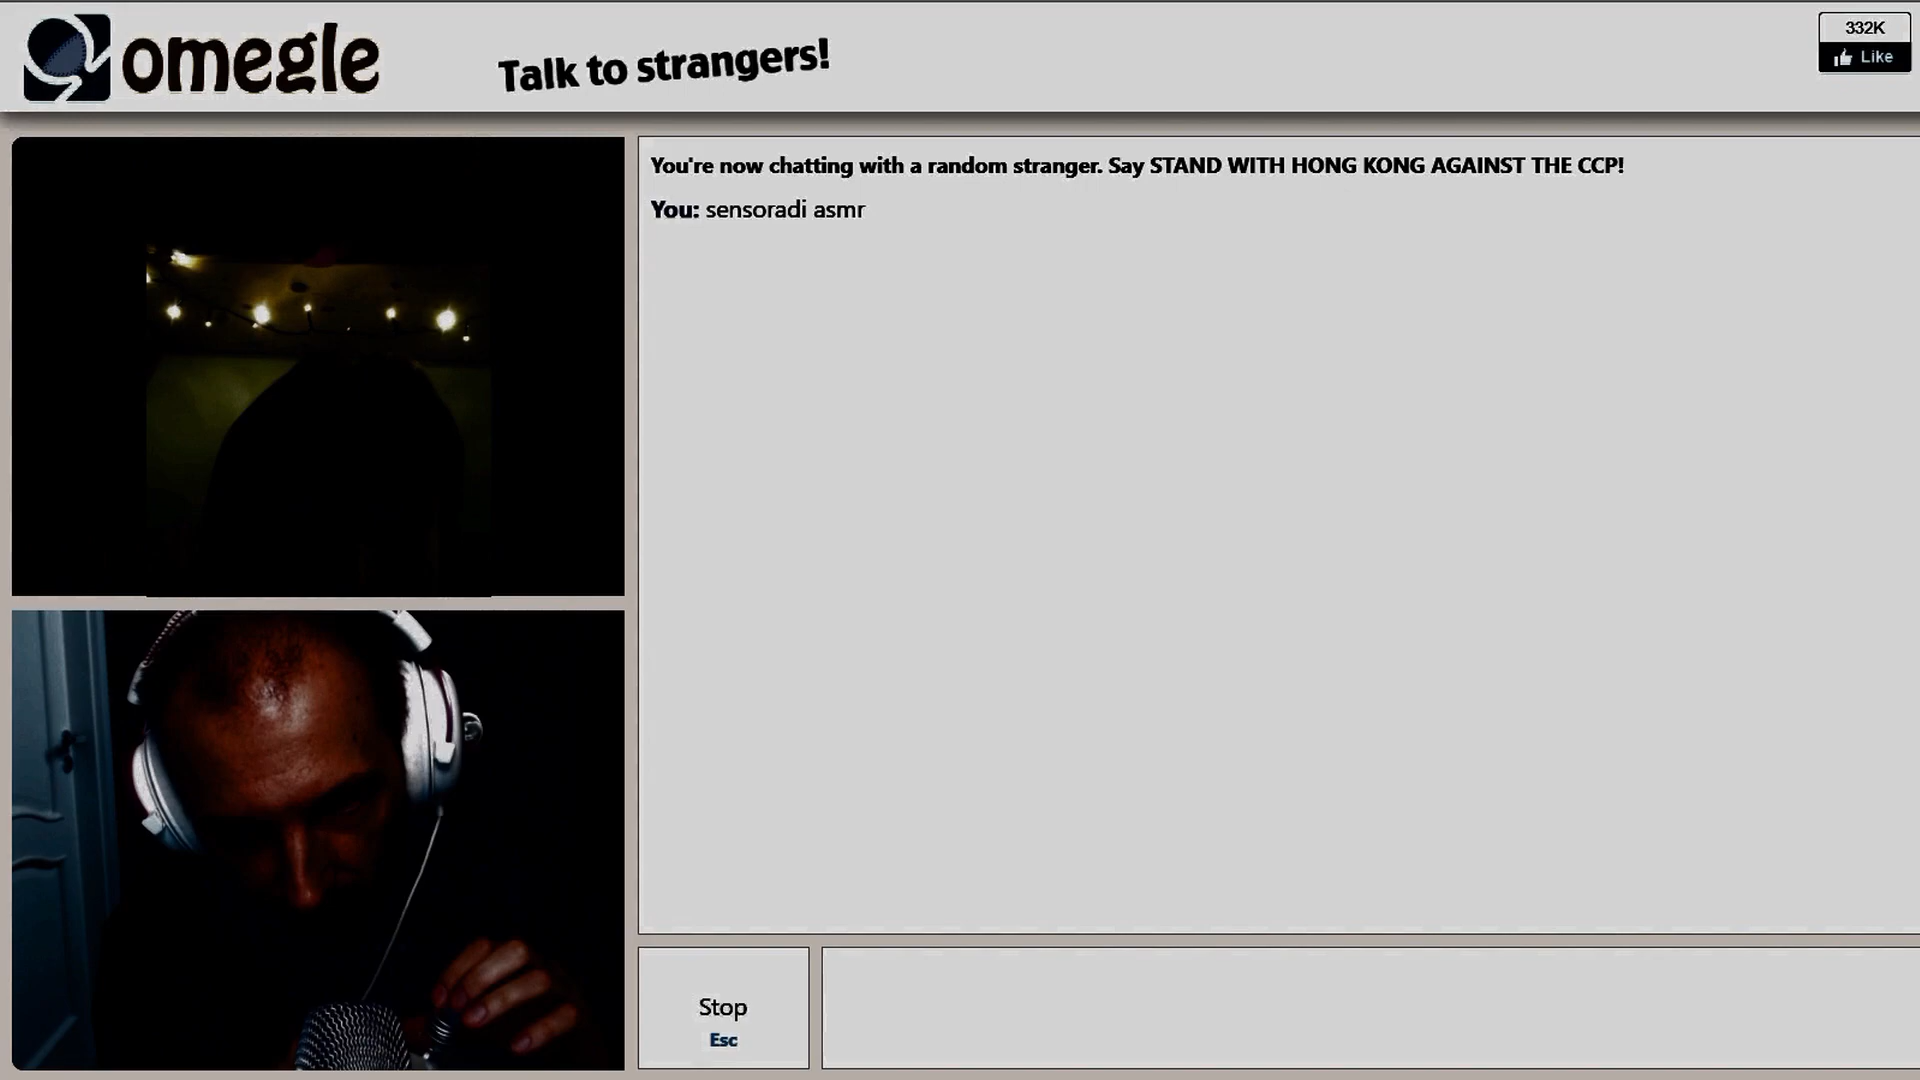 omegle
Talk to strangers!
332K
Like
You're now chatting with a random stranger. Say STAND WITH HONG KONG AGAINST THE CCP!
You: sensoradi asmr
Stop
Esc